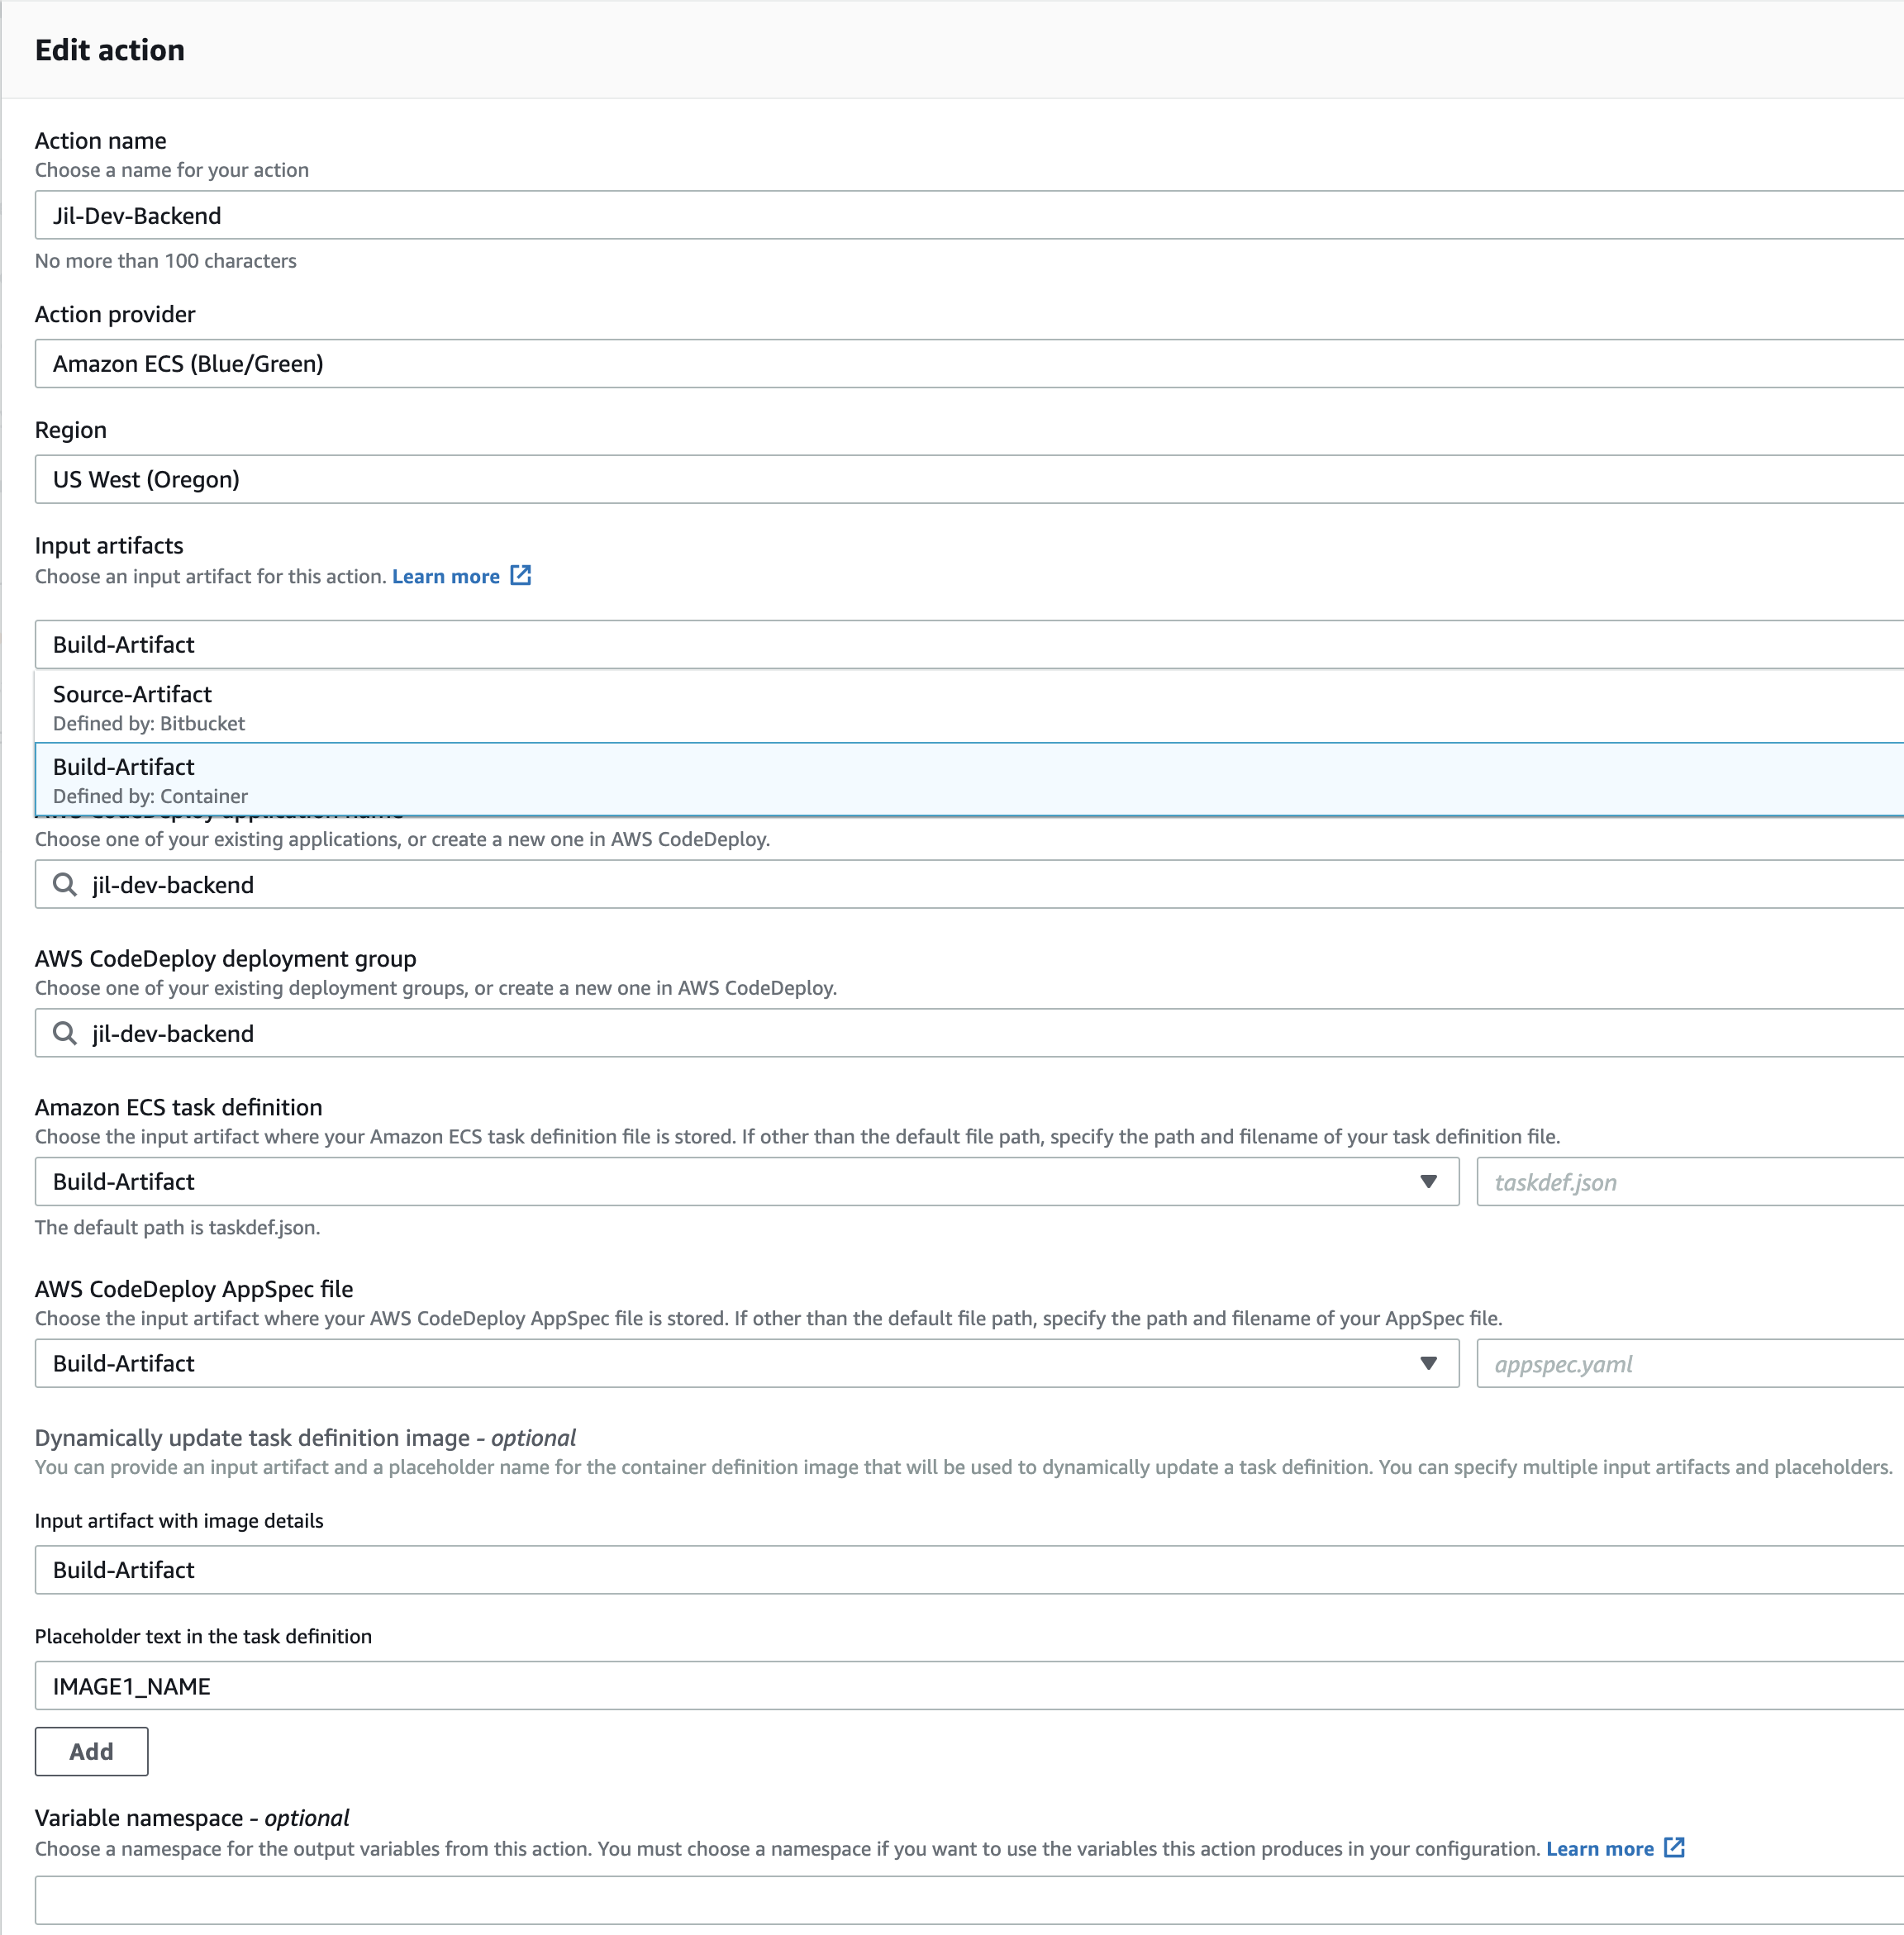 Edit action
Action name
Choose a name for your action
Jil-Dev-Backend
No more than 100 characters
Action provider
Amazon ECS (Blue/Green)
Region
US West (Oregon)
Input artifacts
Choose an input artifact for this action. Learn more
Build-Artifact
Source-Artifact
Defined by: Bitbucket
Build-Artifact
Defined by: Container
AWS CodeDeploy application name
Choose one of your existing applications, or create a new one in AWS CodeDeploy.
jil-dev-backend
AWS CodeDeploy deployment group
Choose one of your existing deployment groups, or create a new one in AWS CodeDeploy.
jil-dev-backend
Amazon ECS task definition
Choose the input artifact where your Amazon ECS task definition file is stored. If other than the default file path, specify the path and filename of your task definition file.
Build-Artifact taskdef.json
The default path is taskdef.json.
AWS CodeDeploy AppSpec file
Choose the input artifact where your AWS CodeDeploy AppSpec file is stored. If other than the default file path, specify the path and filename of your AppSpec file.
Build-Artifact appspec.yaml
Dynamically update task definition image - optional
You can provide an input artifact and a placeholder name for the container definition image that will be used to dynamically update a task definition. You can specify multiple input artifacts and placeholders.
Input artifact with image details
Build-Artifact
Placeholder text in the task definition
IMAGE1_NAME
Add
Variable namespace - optional
Choose a namespace for the output variables from this action. You must choose a namespace if you want to use the variables this action produces in your configuration. Learn more